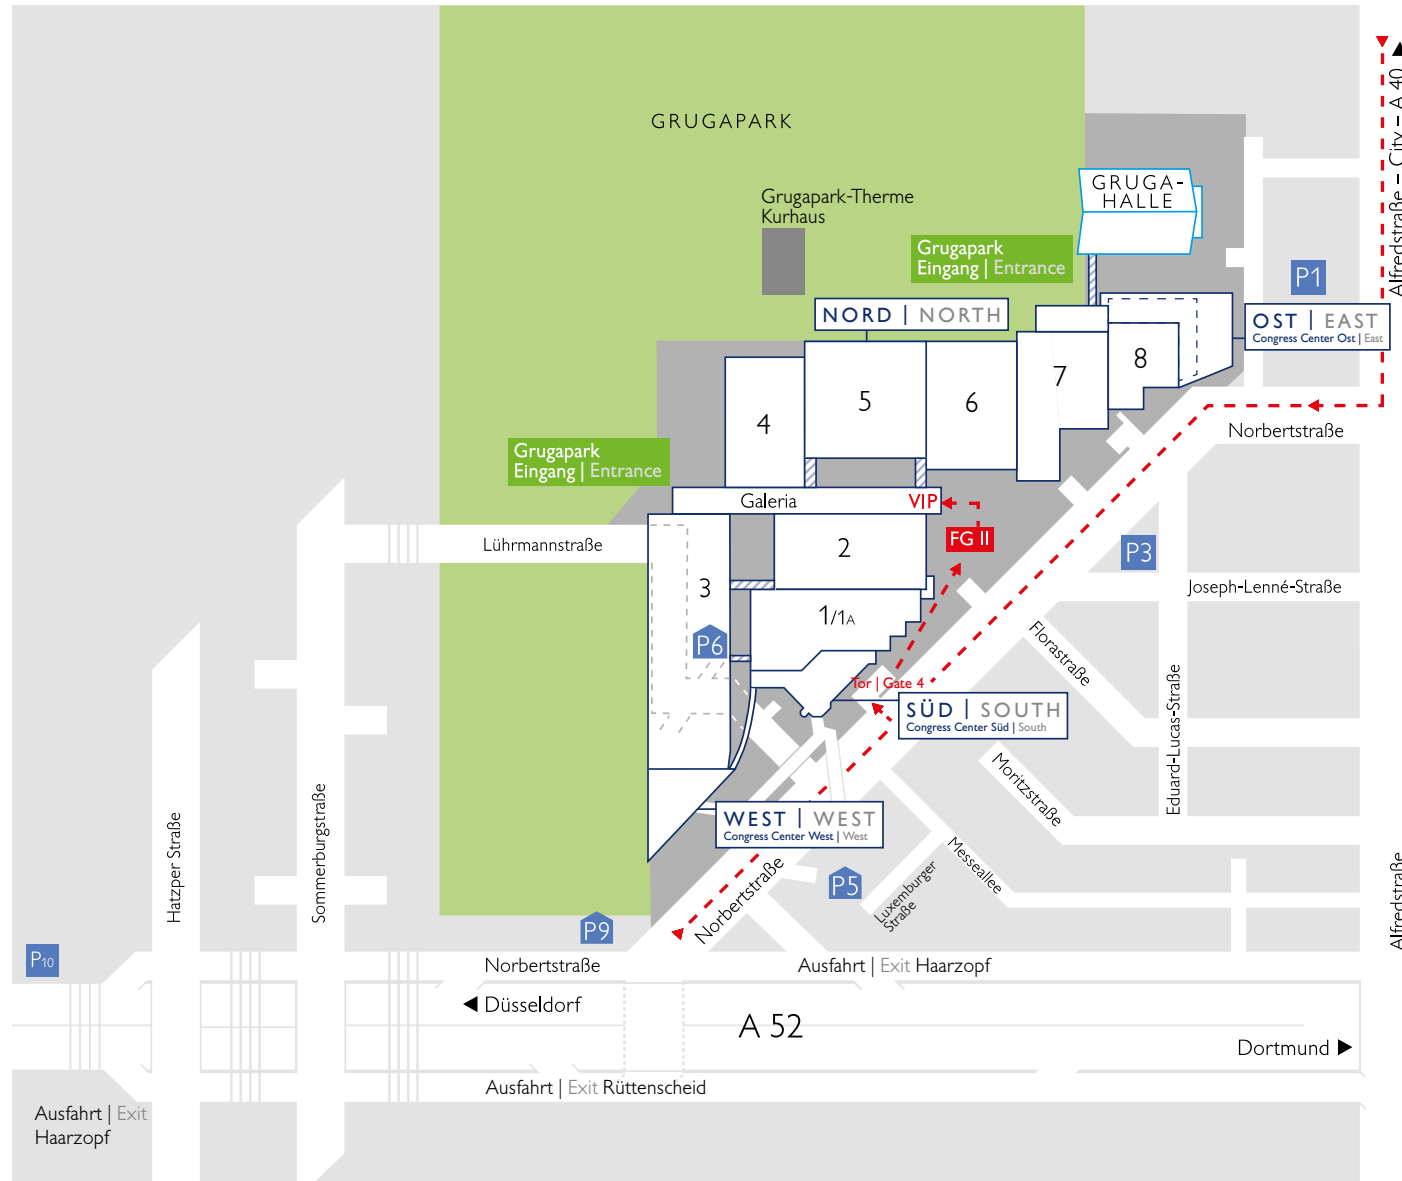 GRUGAPARK
Alfredstraße – City – A 40
Grugapark-Therme
Kurhaus
GRUGA-
HALLE
Grugapark
Eingang | Entrance
P1
NORD | NORTH
OST | EAST
Congress Center Ost | East
8
7
6
5
4
Norbertstraße
Grugapark
Eingang | Entrance
Galeria
VIP
FG II
Lührmannstraße
2
P3
3
Joseph-Lenné-Straße
1/1A
P6
Florastraße
Tor | Gate 4
SÜD | SOUTH
Congress Center Süd | South
Eduard-Lucas-Straße
Moritzstraße
WEST | WEST
Congress Center West | West
Hatzper Straße
Sommerburgstraße
Messeallee
P5
Luxemburger
Straße
Norbertstraße
Alfredstraße
P9
P10
Norbertstraße
Ausfahrt | Exit Haarzopf
Düsseldorf
A 52
Dortmund
Ausfahrt | Exit Rüttenscheid
Ausfahrt | Exit
Haarzopf